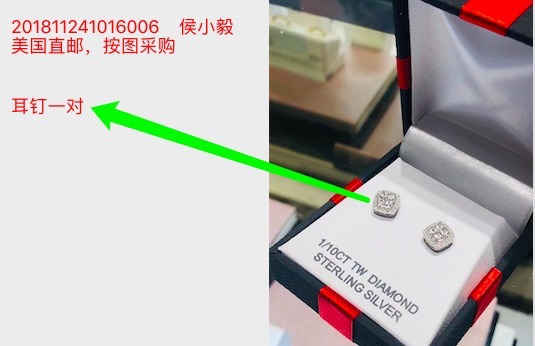 201811241016006 侯小毅
美国直邮，按图采购
耳钉一对
1/10CT TW DIAMOND
STERLING SILVER